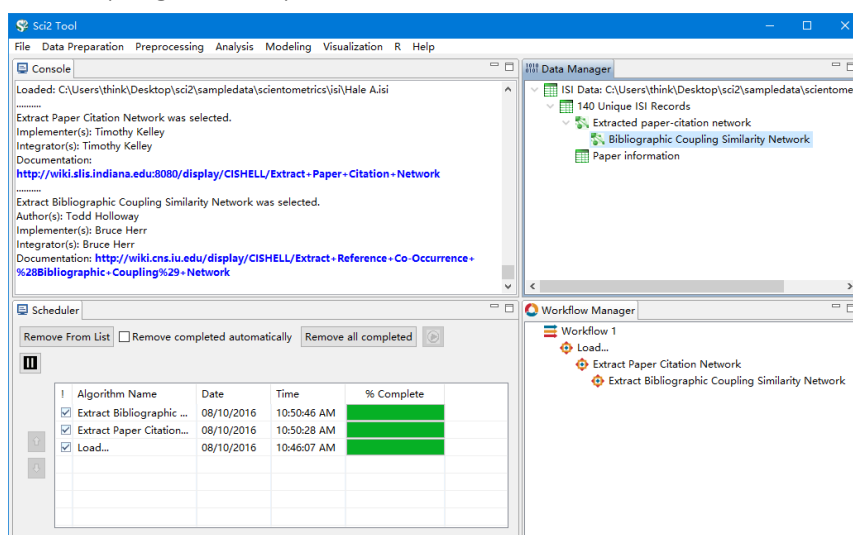 Sci2 Tool
File Data Preparation Preprocessing Analysis Modeling Visualization R Help
Console
Loaded: C:\Users\think\Desktop\sci2\sampledata\scientometrics\isi\Hale A.isi
..........
Extract Paper Citation Network was selected.
Implementer(s): Timothy Kelley
Integrator(s): Timothy Kelley
Documentation:
http://wiki.slis.indiana.edu:8080/display/CISHELL/Extract+Paper+Citation+Network
..........
Extract Bibliographic Coupling Similarity Network was selected.
Author(s): Todd Holloway
Implementer(s): Bruce Herr
Integrator(s): Bruce Herr
Documentation: http://wiki.cns.iu.edu/display/CISHELL/Extract+Reference+Co-Occurrence+
%28Bibliographic+Coupling%29+Network
Data Manager
ISI Data: C:\Users\think\Desktop\sci2\sampledata\scientome
140 Unique ISI Records
Extracted paper-citation network
Bibliographic Coupling Similarity Network
Paper information
Scheduler
Remove From List Remove completed automatically Remove all completed
! Algorithm Name Date Time % Complete
Extract Bibliographic ... 08/10/2016 10:50:46 AM
Extract Paper Citation... 08/10/2016 10:50:28 AM
Load... 08/10/2016 10:46:07 AM
Workflow Manager
Workflow 1
Load...
Extract Paper Citation Network
Extract Bibliographic Coupling Similarity Network